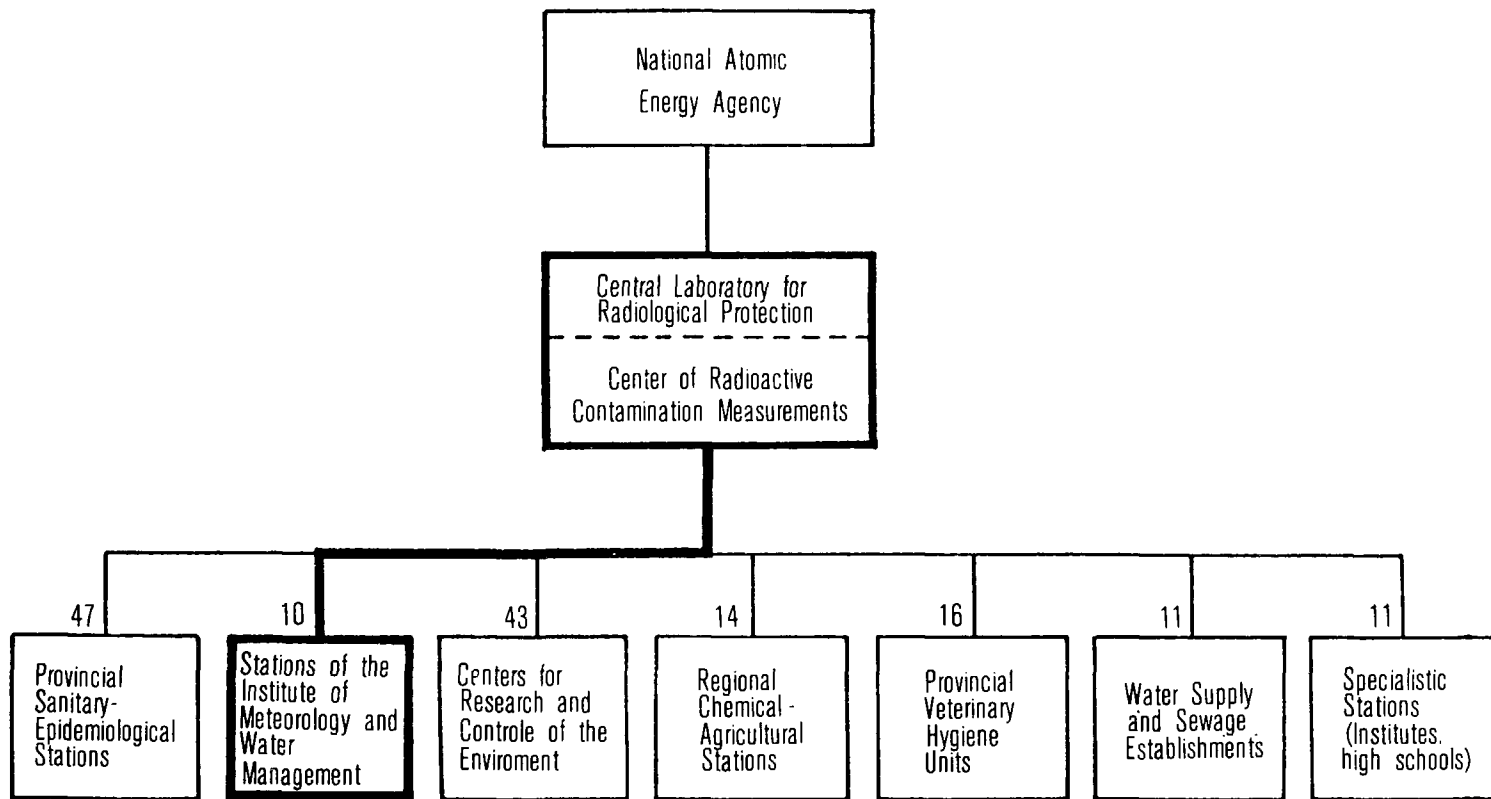 National Atomic
Energy Agency
Central Laboratory for
Radiological Protection
Center of Radioactive
Contamination Measurements
47
Provincial
Sanitary-
Epidemiological
Stations
10
Stations of the
Institute of
Meteorology and
Water
Management
43
Centers for
Research and
Controle of the
Enviroment
14
Regional
Chemical-
Agricultural
Stations
16
Provincial
Veterinary
Hygiene
Units
11
Water Supply
and Sewage
Establishments
11
Specialistic
Stations
(Institutes.
high schools)